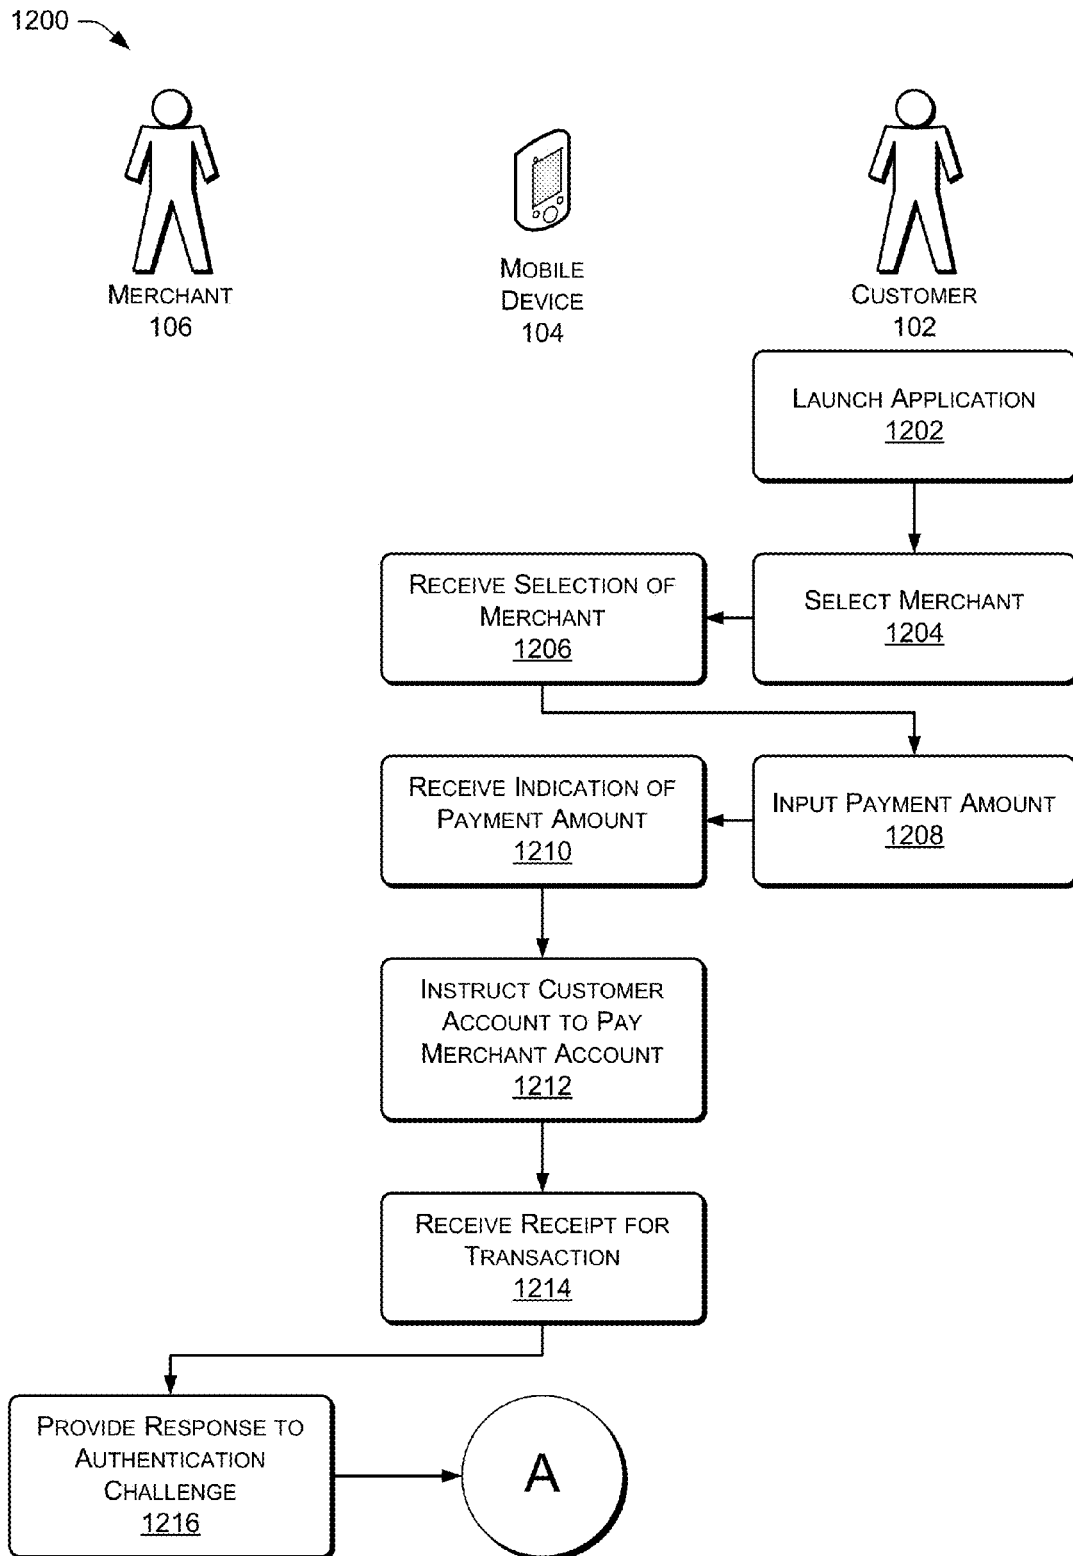 1200
MERCHANT
106
MOBILE
DEVICE
104
CUSTOMER
102
LAUNCH APPLICATION
1202
RECEIVE SELECTION OF
MERCHANT
1206
SELECT MERCHANT
1204
RECEIVE INDICATION OF
PAYMENT AMOUNT
1210
INPUT PAYMENT AMOUNT
1208
INSTRUCT CUSTOMER
ACCOUNT TO PAY
MERCHANT ACCOUNT
1212
RECEIVE RECEIPT FOR
TRANSACTION
1214
PROVIDE RESPONSE TO
AUTHENTICATION
CHALLENGE
1216
A